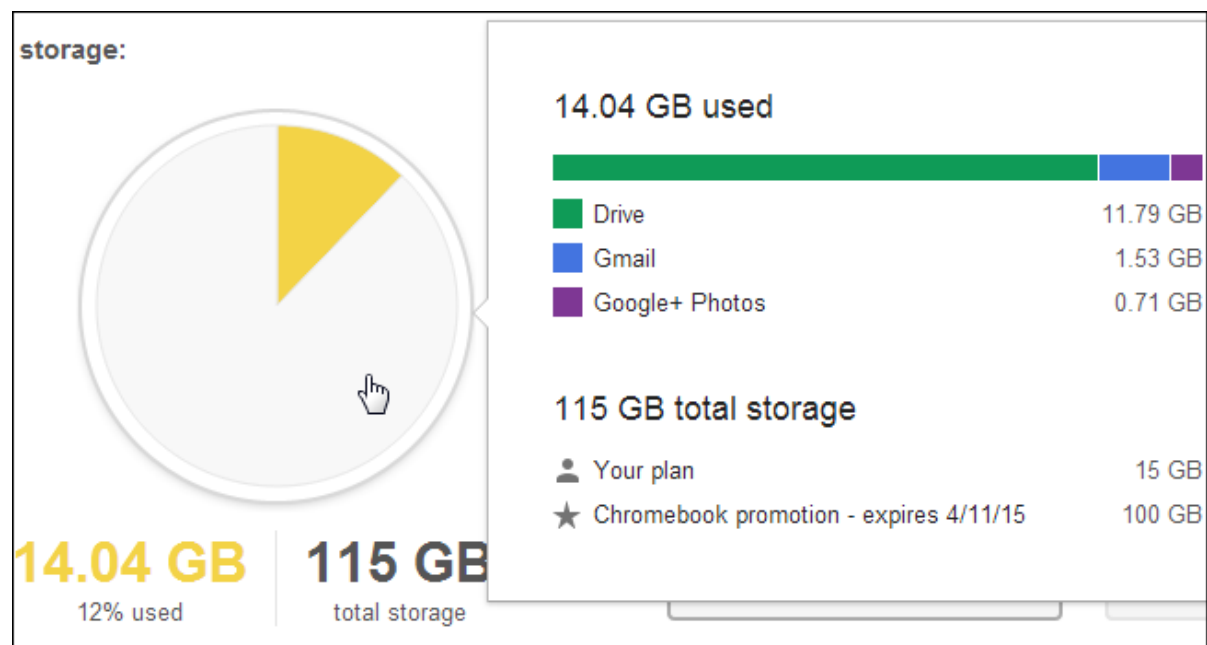 storage:
14.04 GB used
Drive 11.79 GB
Gmail 1.53 GB
Google+ Photos 0.71 GB
115 GB total storage
Your plan 15 GB
Chromebook promotion - expires 4/11/15 100 GB
14.04 GB 115 GB
12% used total storage